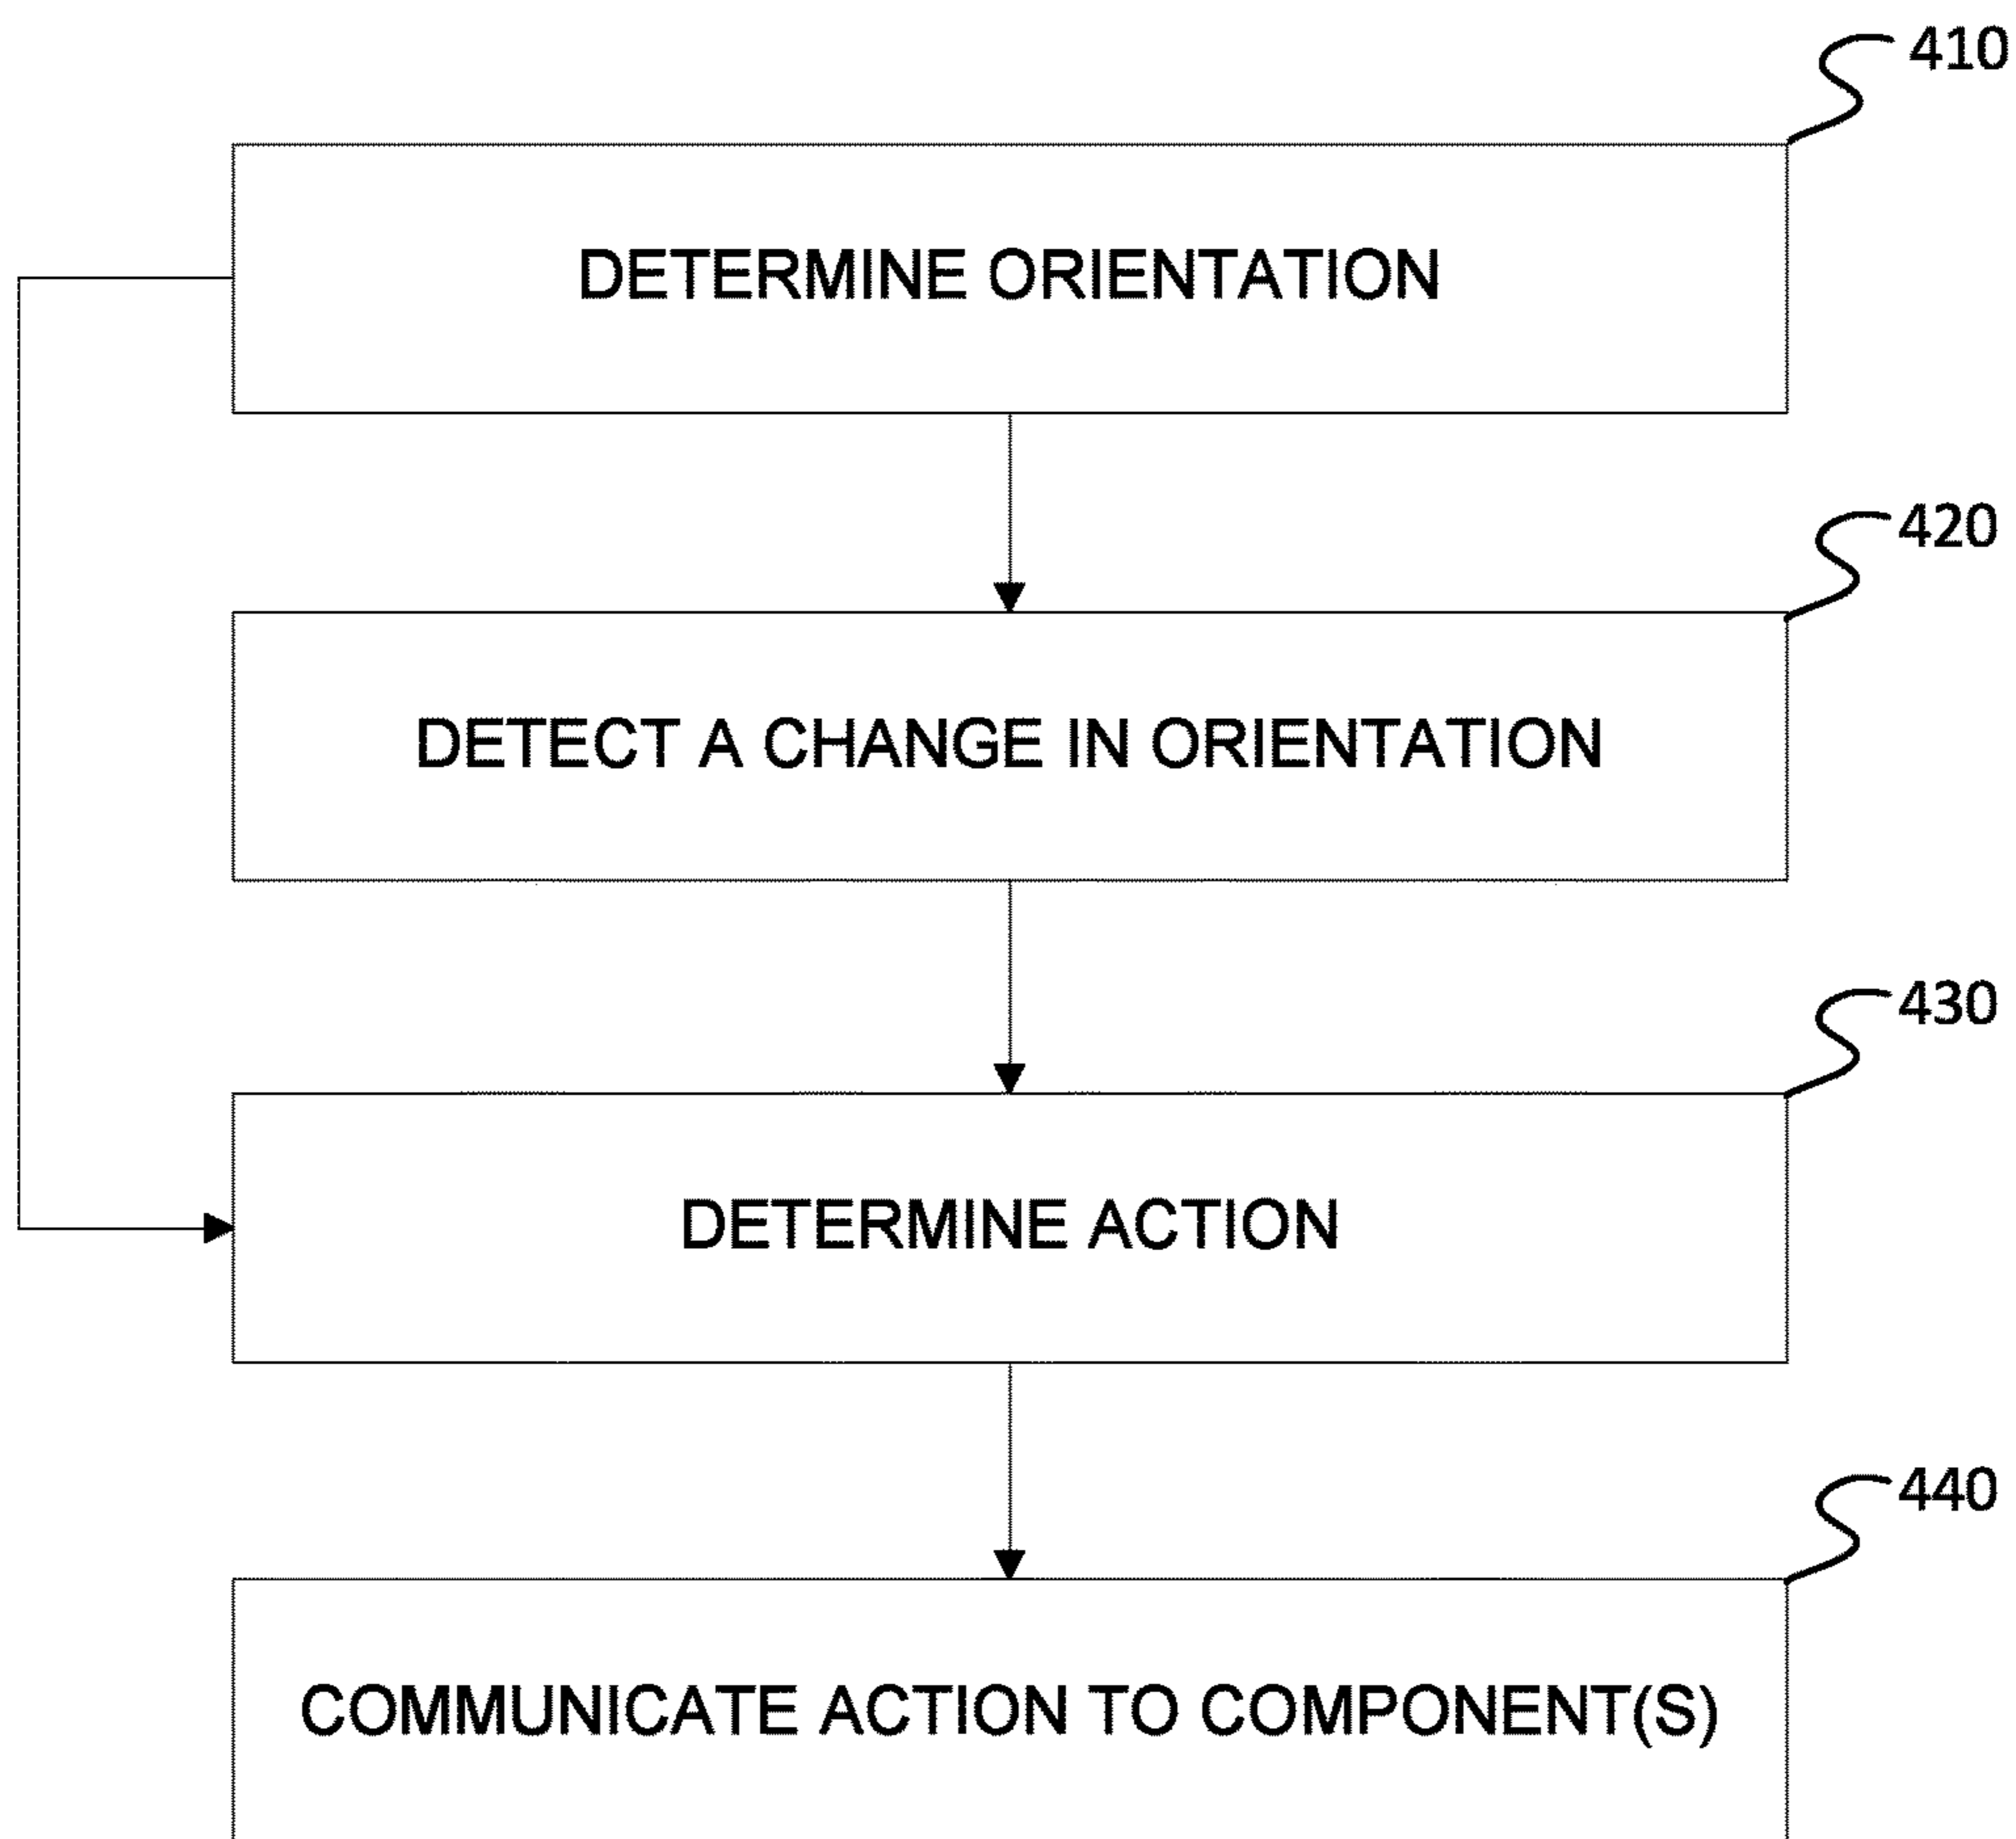 410
DETERMINE ORIENTATION
420
DETECT A CHANGE IN ORIENTATION
430
DETERMINE ACTION
440
COMMUNICATE ACTION TO COMPONENT(S)